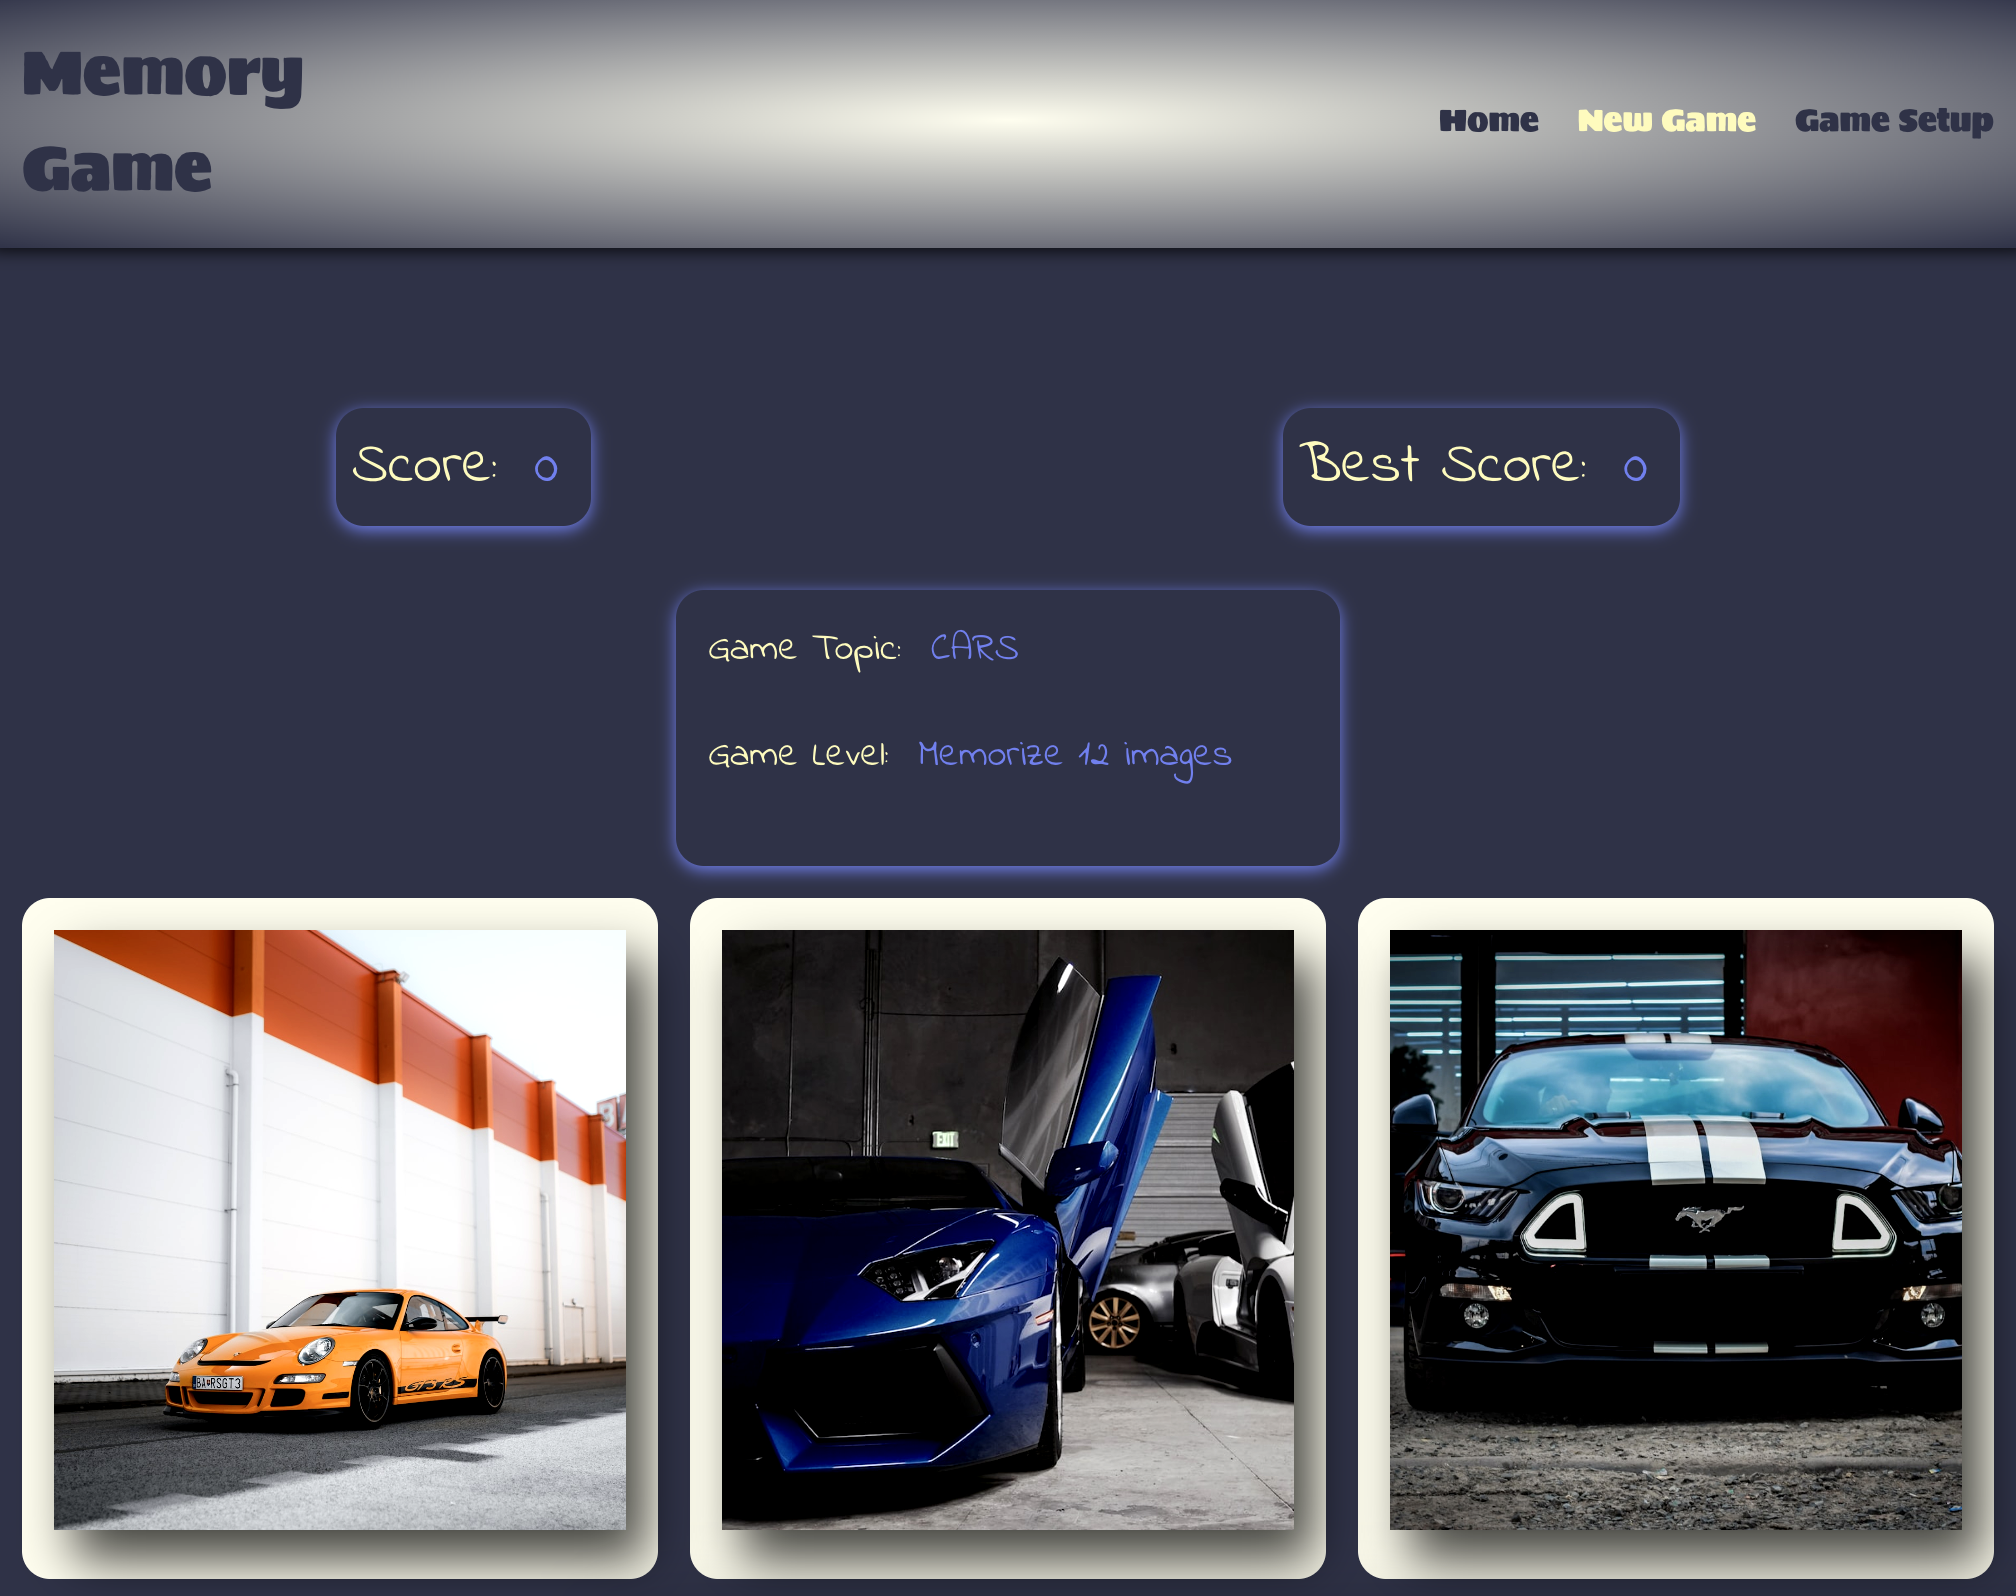 Memory
Game
Home New Game Game Setup
Score: 0
Best Score: 0
Game Topic: CARS
Game Level: Memorize 12 images
EXIT
BA RSGT3
GT3 RS